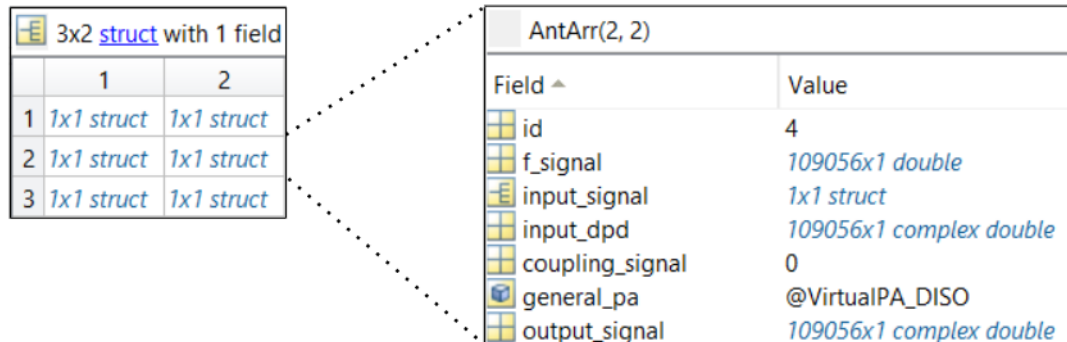 3x2 struct with 1 field
1 2
1 1x1 struct 1x1 struct
2 1x1 struct 1x1 struct
3 1x1 struct 1x1 struct
AntArr(2, 2)
Field Value
id 4
f_signal 109056x1 double
input_signal 1x1 struct
input_dpd 109056x1 complex double
coupling_signal 0
general_pa @VirtualPA_DISO
output_signal 109056x1 complex double